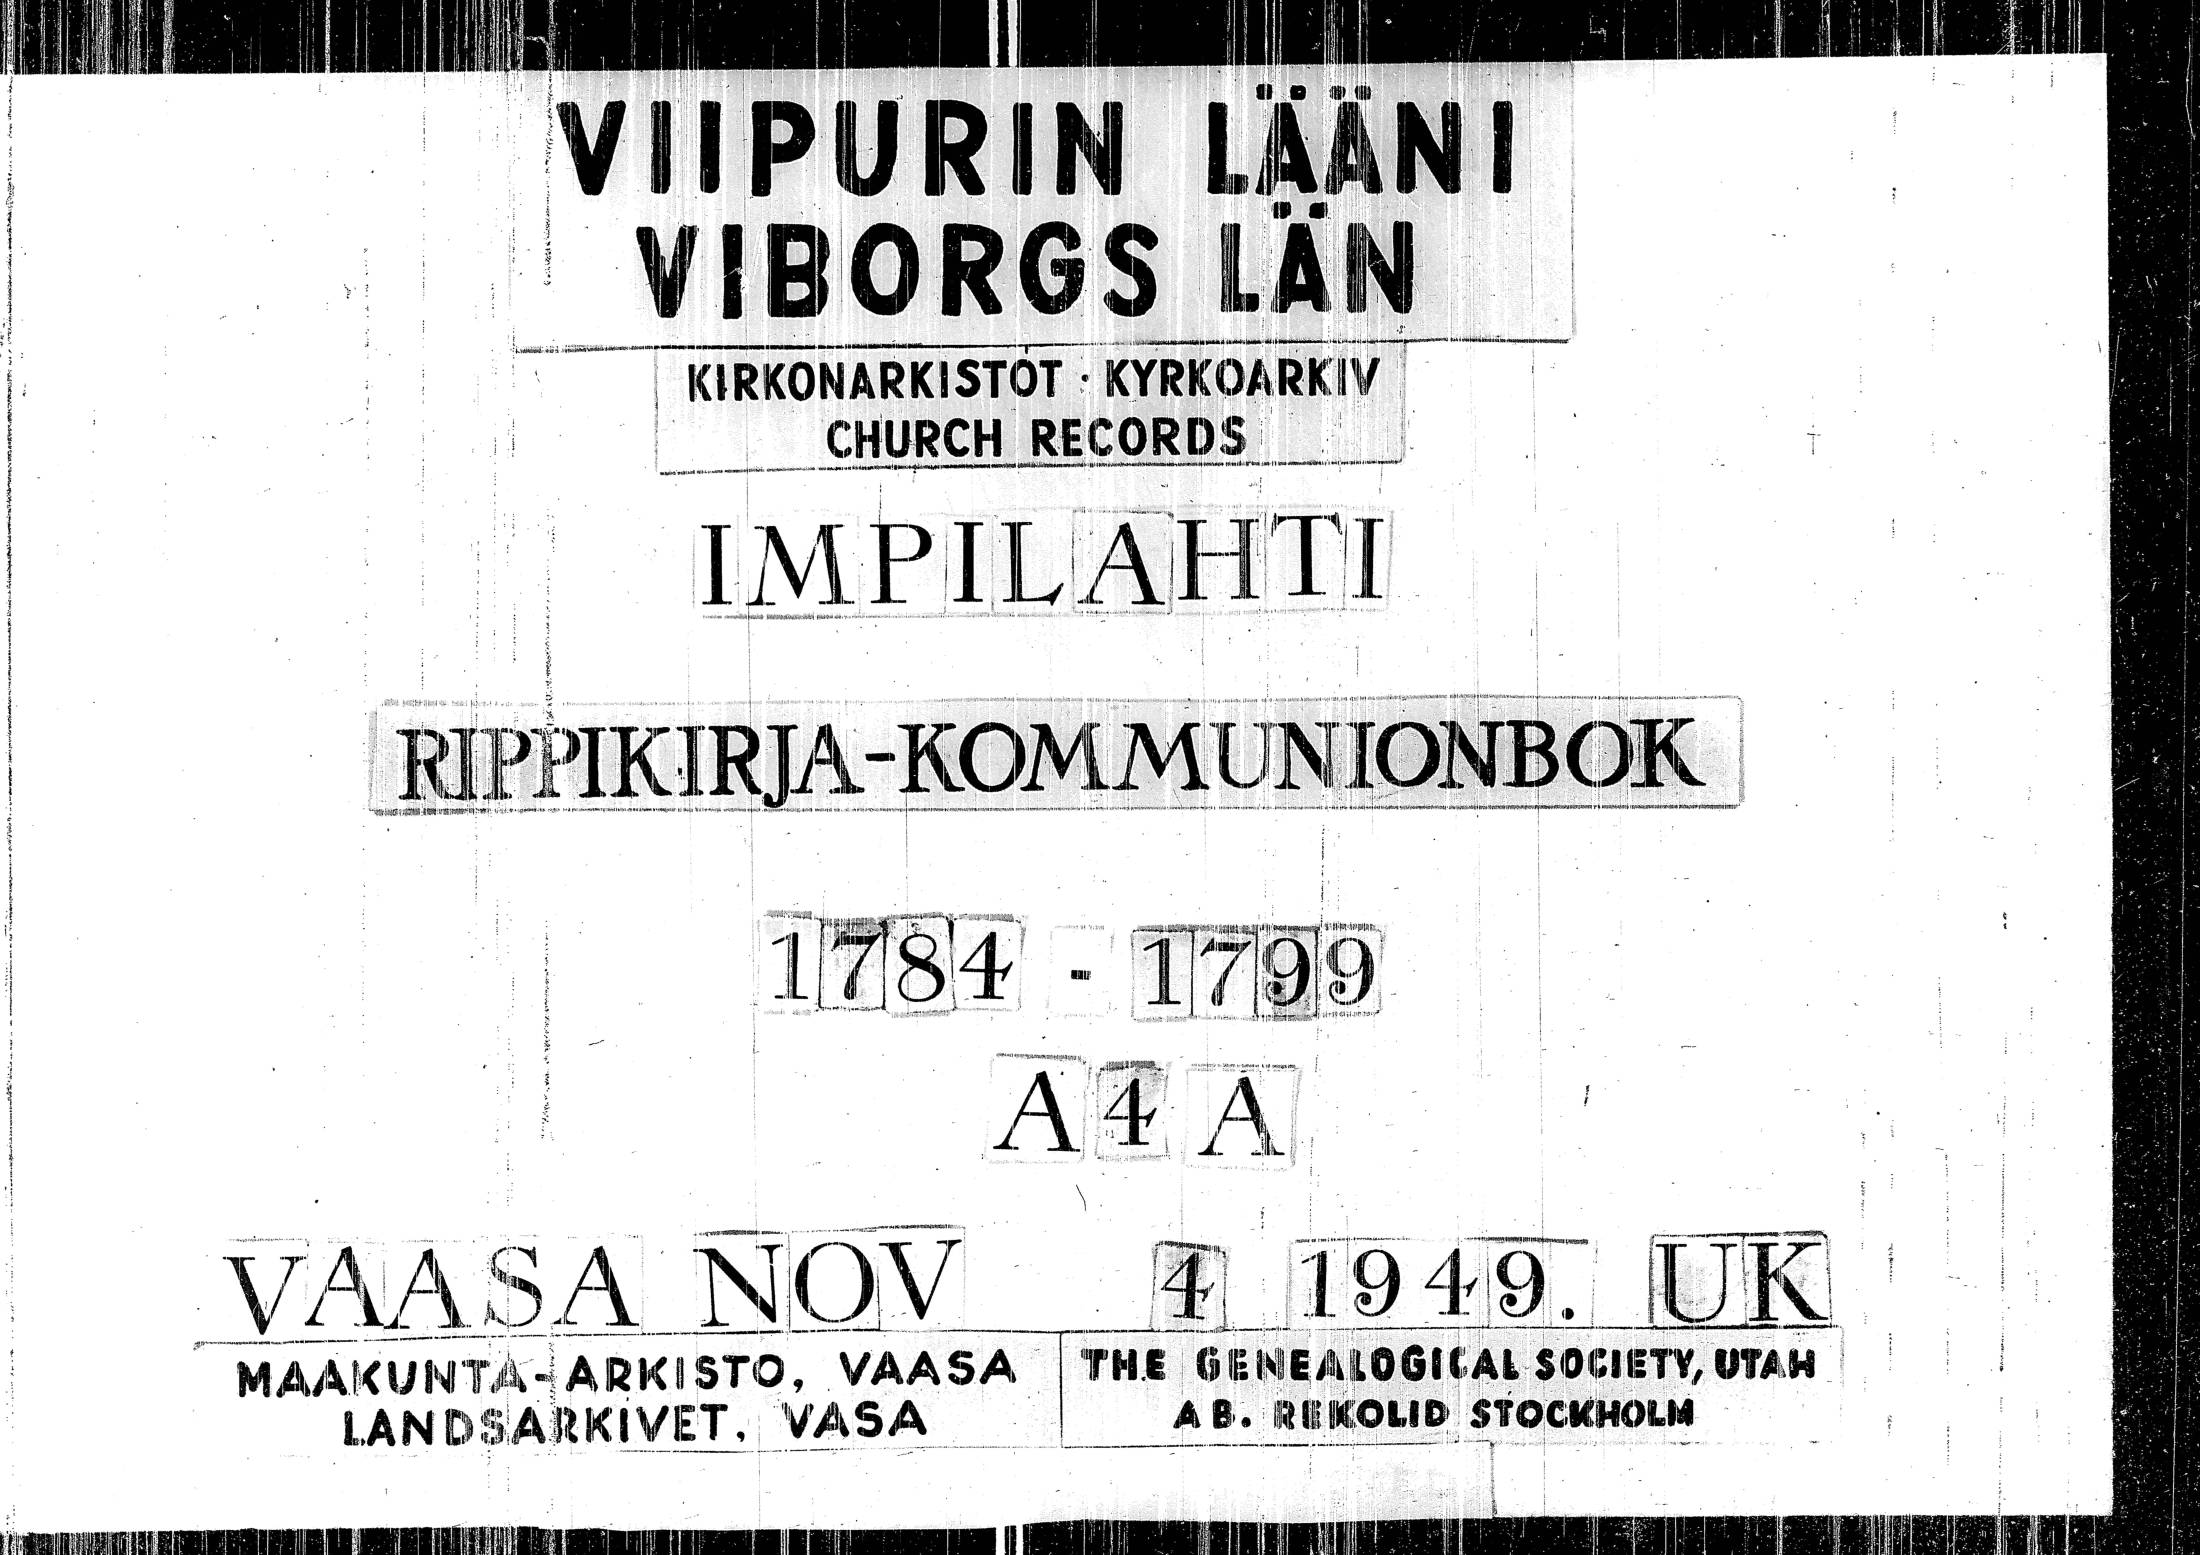 VIIPURIN LÄÄNI
VIBORGS LÄN
KIRKONARKISTOT · KYRKOARKIV
CHURCH RECORDS
IMPILAHTI
RIPPIKIRJA-KOMMUNIONBOK
1784 - 1799
A4A
VAASA NOV 4 1949. UK
MAAKUNTA-ARKISTO, VAASA
LANDSARKIVET, VASA
THE GENEALOGICAL SOCIETY, UTAH
AB. REKOLID STOCKHOLM